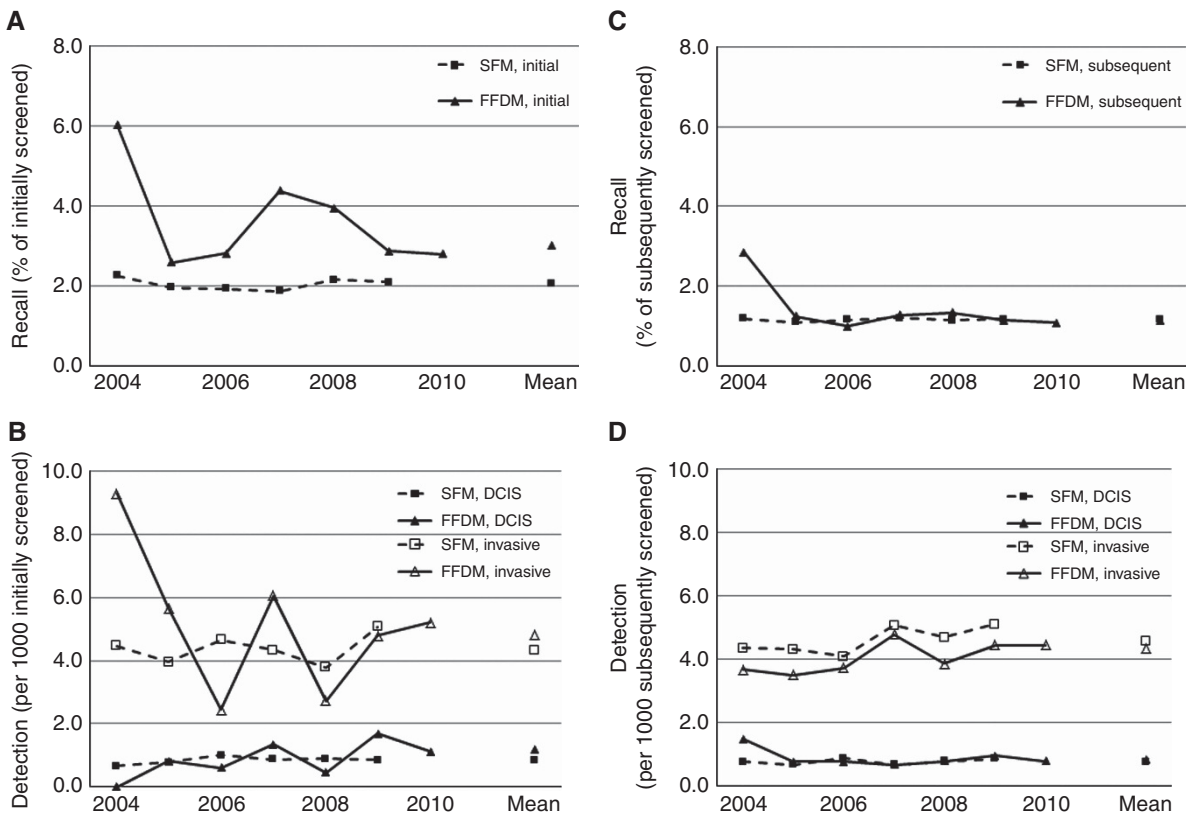 A
Recall (% of initially screened)
8.0
6.0
4.0
2.0
0.0
SFM, initial
FFDM, initial
2004 2006 2008 2010 Mean
B
Detection (per 1000 initially screened)
10.0
8.0
6.0
4.0
2.0
0.0
SFM, DCIS
FFDM, DCIS
SFM, invasive
FFDM, invasive
2004 2006 2008 2010 Mean
C
Recall
(% of subsequently screened)
8.0
6.0
4.0
2.0
0.0
SFM, subsequent
FFDM, subsequent
2004 2006 2008 2010 Mean
D
Detection
(per 1000 subsequently screened)
10.0
8.0
6.0
4.0
2.0
0.0
SFM, DCIS
FFDM, DCIS
SFM, invasive
FFDM, invasive
2004 2006 2008 2010 Mean